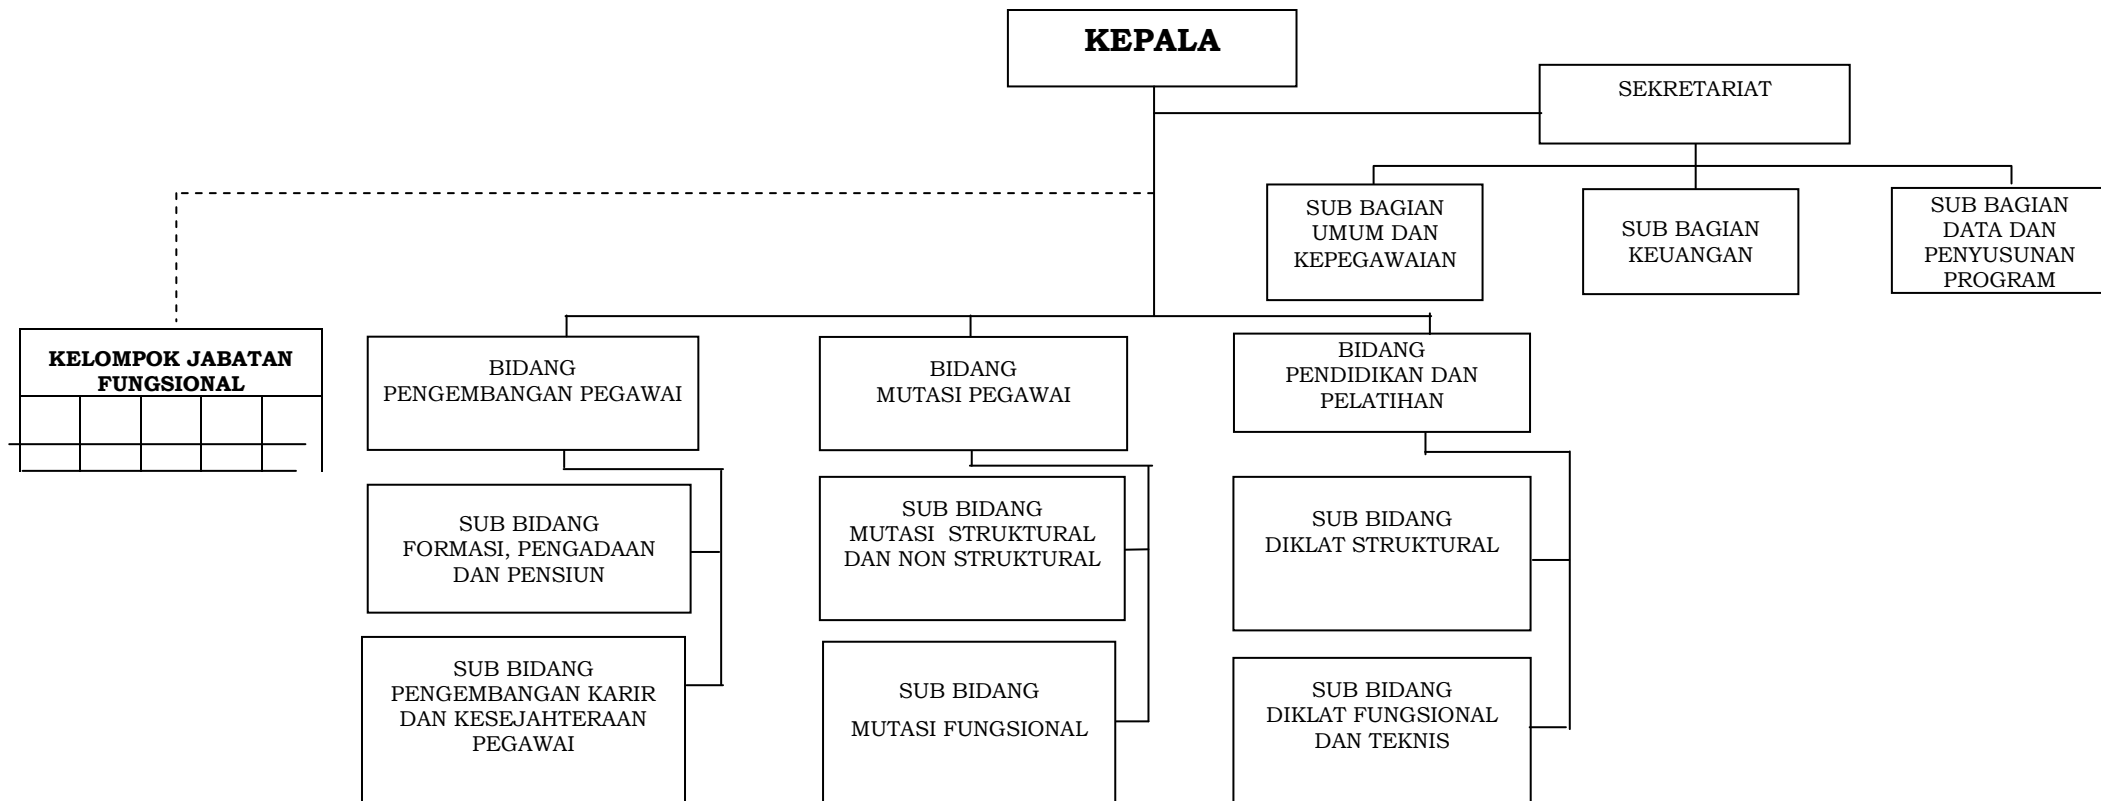 KEPALA
SEKRETARIAT
SUB BAGIAN
UMUM DAN
KEPEGAWAIAN
SUB BAGIAN
KEUANGAN
SUB BAGIAN
DATA DAN
PENYUSUNAN
PROGRAM
KELOMPOK JABATAN
FUNGSIONAL
BIDANG
PENGEMBANGAN PEGAWAI
BIDANG
MUTASI PEGAWAI
BIDANG
PENDIDIKAN DAN
PELATIHAN
SUB BIDANG
FORMASI, PENGADAAN
DAN PENSIUN
SUB BIDANG
MUTASI STRUKTURAL
DAN NON STRUKTURAL
SUB BIDANG
DIKLAT STRUKTURAL
SUB BIDANG
PENGEMBANGAN KARIR
DAN KESEJAHTERAAN
PEGAWAI
SUB BIDANG
MUTASI FUNGSIONAL
SUB BIDANG
DIKLAT FUNGSIONAL
DAN TEKNIS